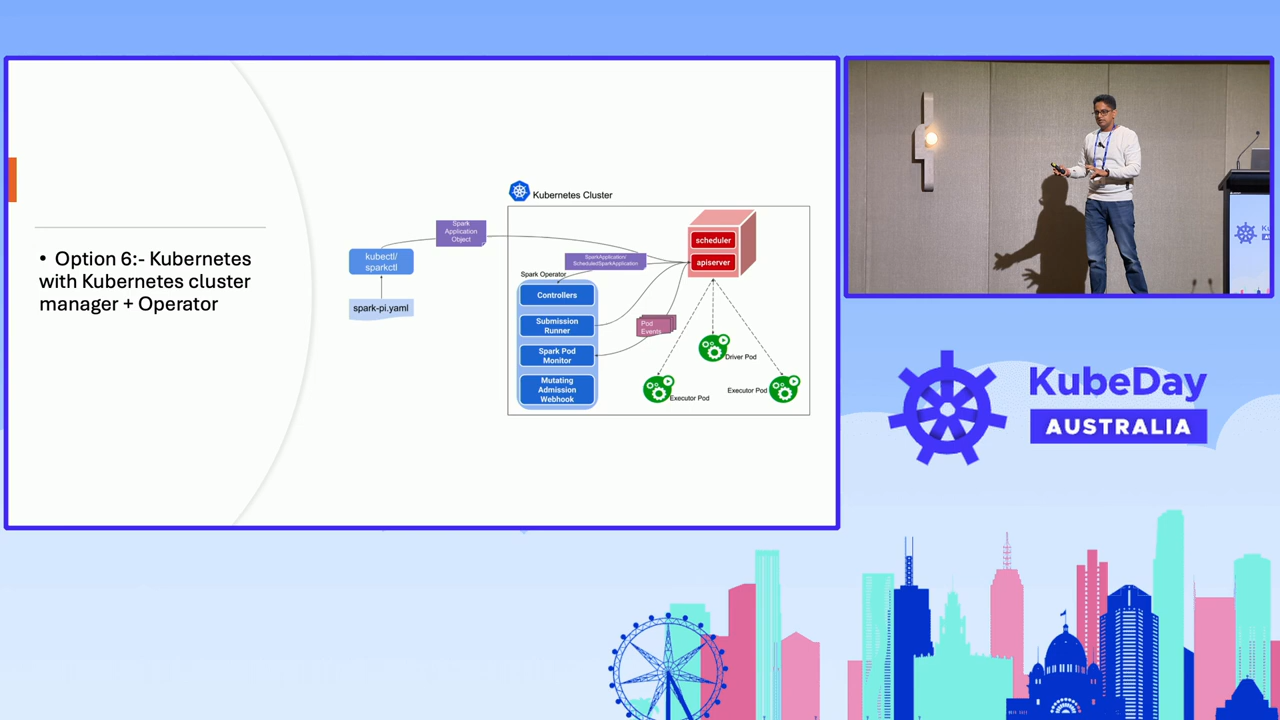 • Option 6:- Kubernetes
with Kubernetes cluster
manager + Operator
Kubernetes Cluster
Spark
Application
Object
kubectl/
sparkctl
spark-pi.yaml
SparkApplication/
ScheduledSparkApplication
scheduler
apiserver
Spark Operator
Controllers
Submission
Runner
Spark Pod
Monitor
Mutating
Admission
Webhook
Pod
Events
Driver Pod
Executor Pod
Executor Pod
KubeDay
AUSTRALIA